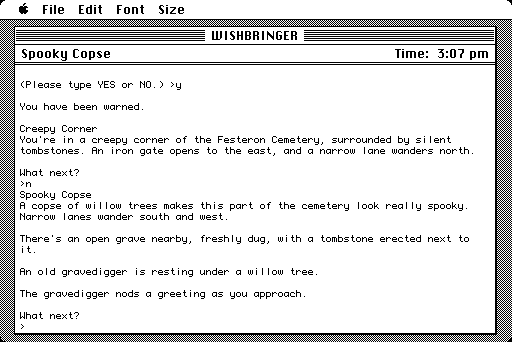 File Edit Font Size
WISHBRINGER
Spooky Copse Time: 3:07 pm
(Please type YES or NO.) >y
You have been warned.
Creepy Corner
You're in a creepy corner of the Festeron Cemetery, surrounded by silent
tombstones. An iron gate opens to the east, and a narrow lane wanders north.
What next?
>n
Spooky Copse
A copse of willow trees makes this part of the cemetery look really spooky.
Narrow lanes wander south and west.
There's an open grave nearby, freshly dug, with a tombstone erected next to
it.
An old gravedigger is resting under a willow tree.
The gravedigger nods a greeting as you approach.
What next?
>